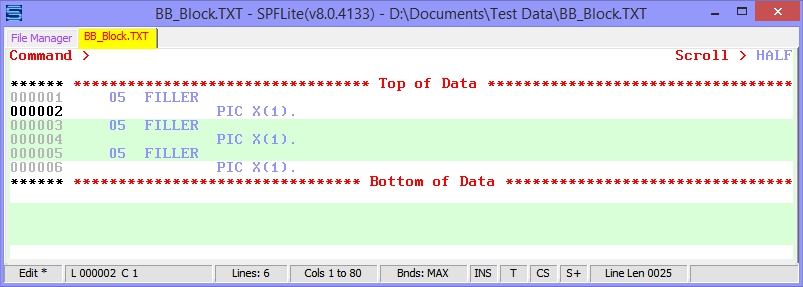 BB_Block.TXT - SPFLite(v8.0.4133) - D:\Documents\Test Data\BB_Block.TXT
File Manager BB_Block.TXT
Command > Scroll > HALF
****** ********************************* Top of Data *******************************
000001 05 FILLER
000002 PIC X(1).
000003 05 FILLER
000004 PIC X(1).
000005 05 FILLER
000006 PIC X(1).
****** ******************************** Bottom of Data *****************************
Edit * L 000002 C 1 Lines: 6 Cols 1 to 80 Bnds: MAX INS T CS S+ Line Len 0025